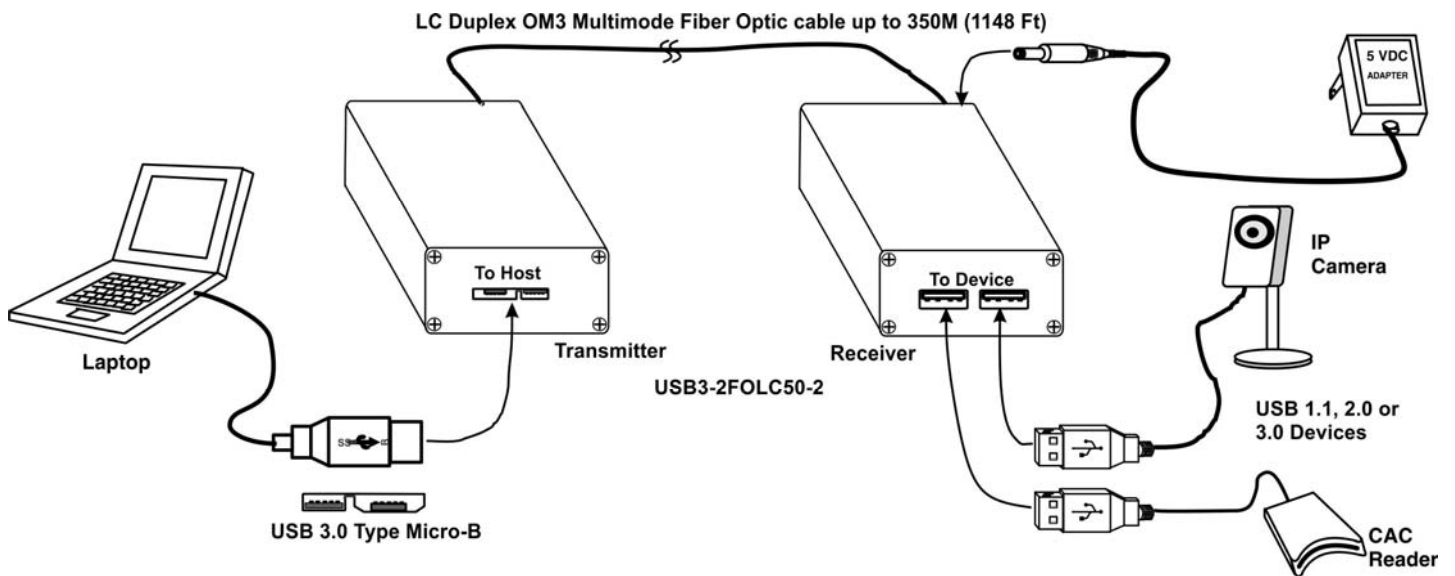 LC Duplex OM3 Multimode Fiber Optic cable up to 350M (1148 Ft)
5 VDC
ADAPTER
To Host
To Device
IP
Camera
Laptop
Transmitter
Receiver
USB3-2FOLC50-2
USB 1.1, 2.0 or
3.0 Devices
SS
USB 3.0 Type Micro-B
CAC
Reader